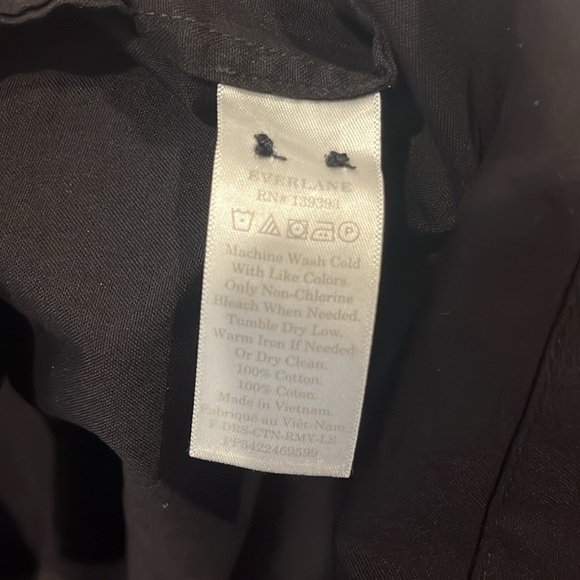 EVERLANE
RN# 139393
Machine Wash Cold
With Like Colors.
Only Non-Chlorine
Bleach When Needed.
Tumble Dry Low.
Warm Iron If Needed
Or Dry Clean.
100% Cotton.
100% Coton.
Made in Vietnam.
Fabriqué au Viêt-Nam.
F-DRS-CTN-RMY-LS
PP5422469599